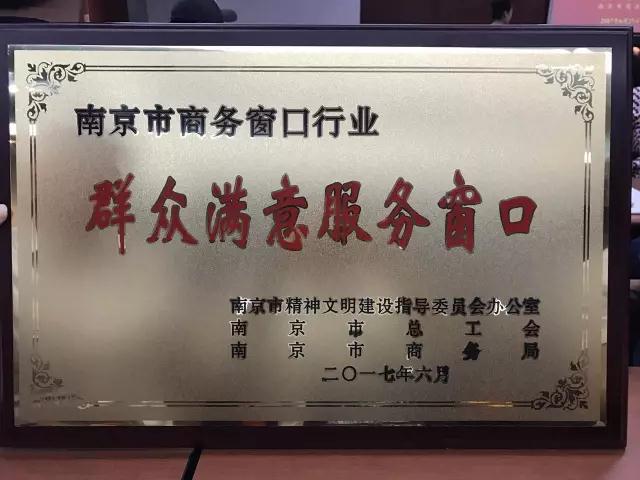 南京市商务窗口行业
群众满意服务窗口
南京市精神文明建设指导委员会办公室
南京市总工会
南京市商务局
二〇一七年六月